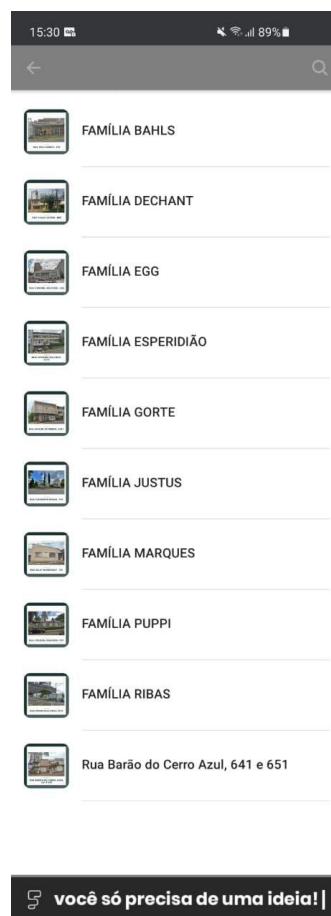 15:30
89%
FAMÍLIA BAHLS
FAMÍLIA DECHANT
FAMÍLIA EGG
FAMÍLIA ESPERIDIÃO
FAMÍLIA GORTE
FAMÍLIA JUSTUS
FAMÍLIA MARQUES
FAMÍLIA PUPPI
FAMÍLIA RIBAS
Rua Barão do Cerro Azul, 641 e 651
você só precisa de uma ideia!|